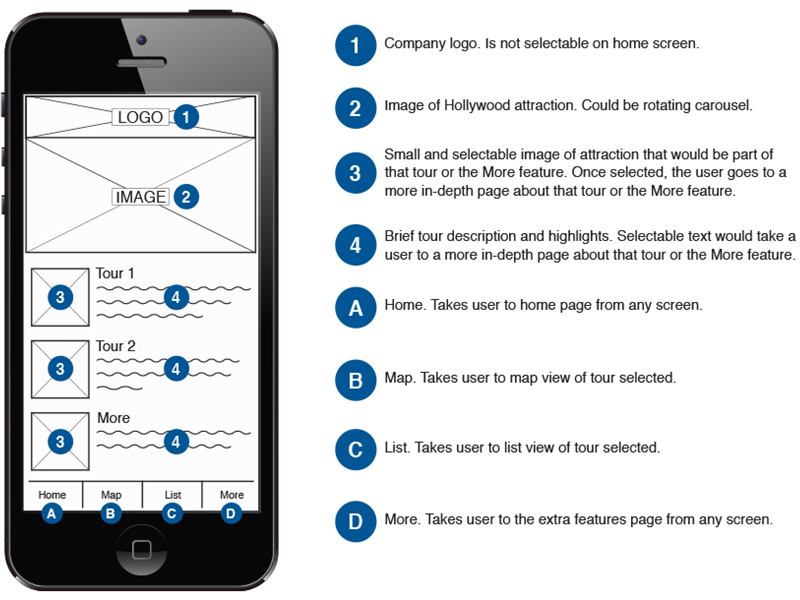 LOGO 1
IMAGE 2
Tour 1
3 4
Tour 2
3 4
More
3 4
Home Map List More
A B C D
1 Company logo. Is not selectable on home screen.
2 Image of Hollywood attraction. Could be rotating carousel.
3 Small and selectable image of attraction that would be part of
that tour or the More feature. Once selected, the user goes to a
more in-depth page about that tour or the More feature.
4 Brief tour description and highlights. Selectable text would take a
user to a more in-depth page about that tour or the More feature.
A Home. Takes user to home page from any screen.
B Map. Takes user to map view of tour selected.
C List. Takes user to list view of tour selected.
D More. Takes user to the extra features page from any screen.